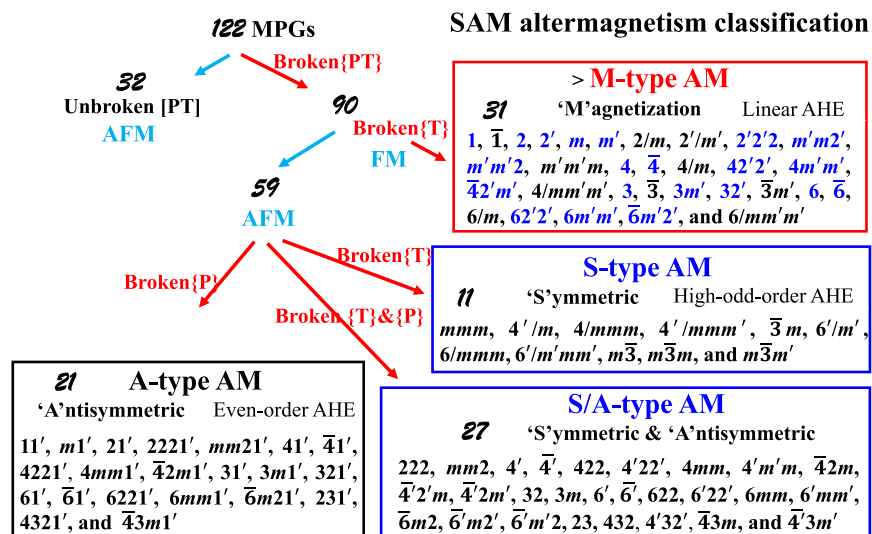 122 MPGs
SAM altermagnetism classification
Broken{PT}
32
Unbroken [PT]
AFM
90
Broken{T}
FM
> M-type AM
31 ‘M’agnetization Linear AHE
1, 1̅, 2, 2′, m, m′, 2/m, 2′/m′, 2′2′2, m′m2′,
m′m′2, m′m′m, 4, 4̅, 4/m, 42′2′, 4m′m′,
4̅2′m′, 4/mm′m′, 3, 3̅, 3m′, 32′, 3̅m′, 6, 6̅,
6/m, 62′2′, 6m′m′, 6̅m′2′, and 6/mm′m′
59
AFM
Broken{P}
Broken{T}
Broken {T}&{P}
S-type AM
11 ‘S’ymmetric High-odd-order AHE
mmm, 4′/m, 4/mmm, 4′/mmm′, 3̅m, 6′/m′,
6/mmm, 6′/m′mm′, m3̅, m3̅m, and m3̅m′
21 A-type AM
‘A’ntisymmetric Even-order AHE
11′, m1′, 21′, 2221′, mm21′, 41′, 4̅1′,
4221′, 4mm1′, 4̅2m1′, 31′, 3m1′, 321′,
61′, 6̅1′, 6221′, 6mm1′, 6̅m21′, 231′,
4321′, and 4̅3m1′
S/A-type AM
27 ‘S’ymmetric & ‘A’ntisymmetric
222, mm2, 4′, 4̅′, 422, 4′22′, 4mm, 4′m′m, 4̅2m,
4̅′2′m, 4̅′2m′, 32, 3m, 6′, 6̅′, 622, 6′22′, 6mm, 6′mm′,
6̅m2, 6̅′m2′, 6̅′m′2, 23, 432, 4′32′, 4̅3m, and 4̅′3m′